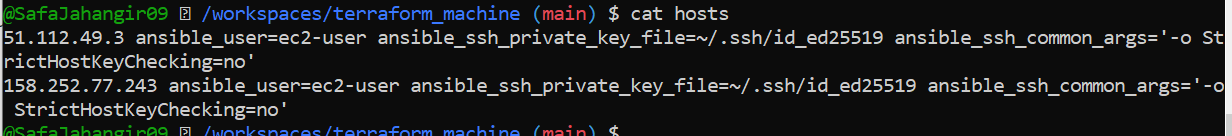 @SafaJahangir09 /workspaces/terraform_machine (main) $ cat hosts
51.112.49.3 ansible_user=ec2-user ansible_ssh_private_key_file=~/.ssh/id_ed25519 ansible_ssh_common_args='-o St
rictHostKeyChecking=no'
158.252.77.243 ansible_user=ec2-user ansible_ssh_private_key_file=~/.ssh/id_ed25519 ansible_ssh_common_args='-o
 StrictHostKeyChecking=no'
@SafaJahangir09 /workspaces/terraform_machine (main) $